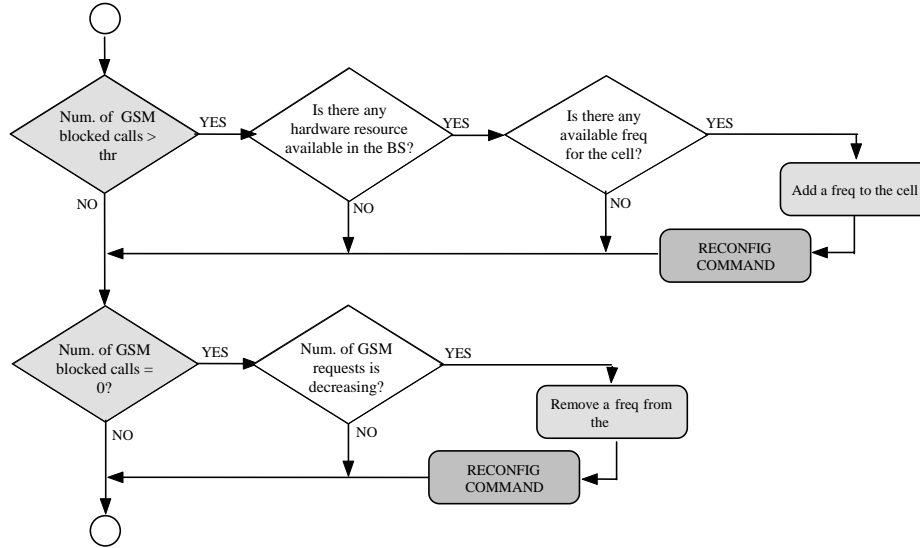 Num. of GSM
blocked calls >
thr
YES
Is there any
hardware resource
available in the BS?
YES
Is there any
available freq
for the cell?
YES
Add a freq to the cell
NO
NO
NO
RECONFIG
COMMAND
Num. of GSM
blocked calls =
0?
YES
Num. of GSM
requests is
decreasing?
YES
Remove a freq from
the
NO
NO
RECONFIG
COMMAND